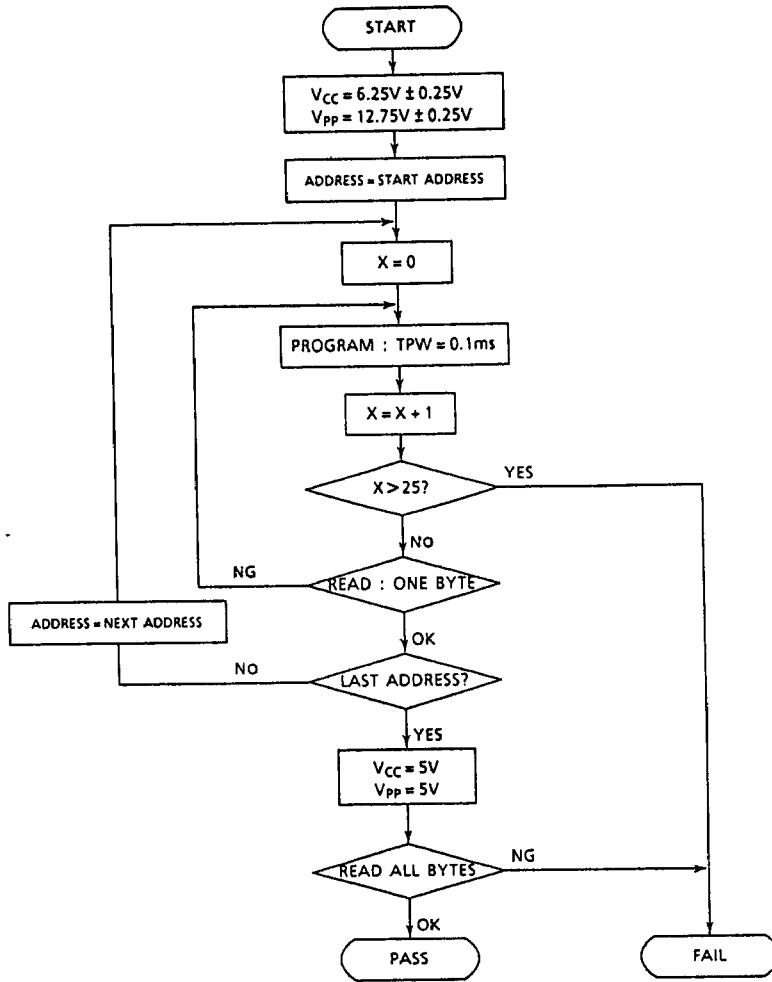 START
VCC = 6.25V ± 0.25V
VPP = 12.75V ± 0.25V
ADDRESS = START ADDRESS
X = 0
PROGRAM : TPW = 0.1ms
X = X + 1
X > 25?
YES
NO
READ : ONE BYTE
NG
ADDRESS = NEXT ADDRESS
OK
LAST ADDRESS?
NO
YES
VCC = 5V
VPP = 5V
READ ALL BYTES
NG
OK
PASS
FAIL